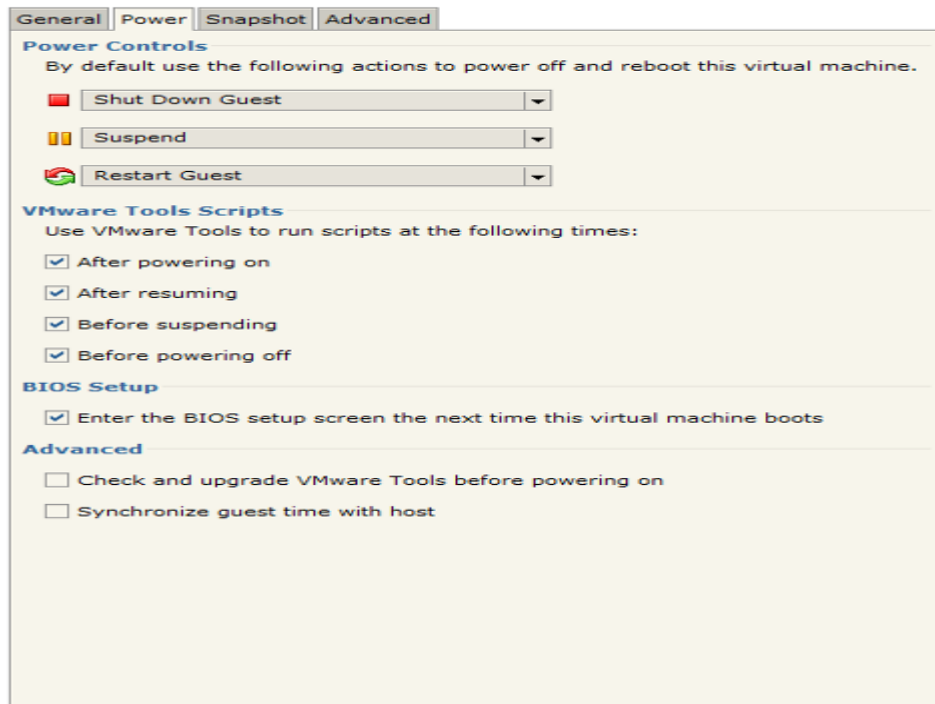 General Power Snapshot Advanced
Power Controls
By default use the following actions to power off and reboot this virtual machine.
Shut Down Guest
Suspend
Restart Guest
VMware Tools Scripts
Use VMware Tools to run scripts at the following times:
After powering on
After resuming
Before suspending
Before powering off
BIOS Setup
Enter the BIOS setup screen the next time this virtual machine boots
Advanced
Check and upgrade VMware Tools before powering on
Synchronize guest time with host